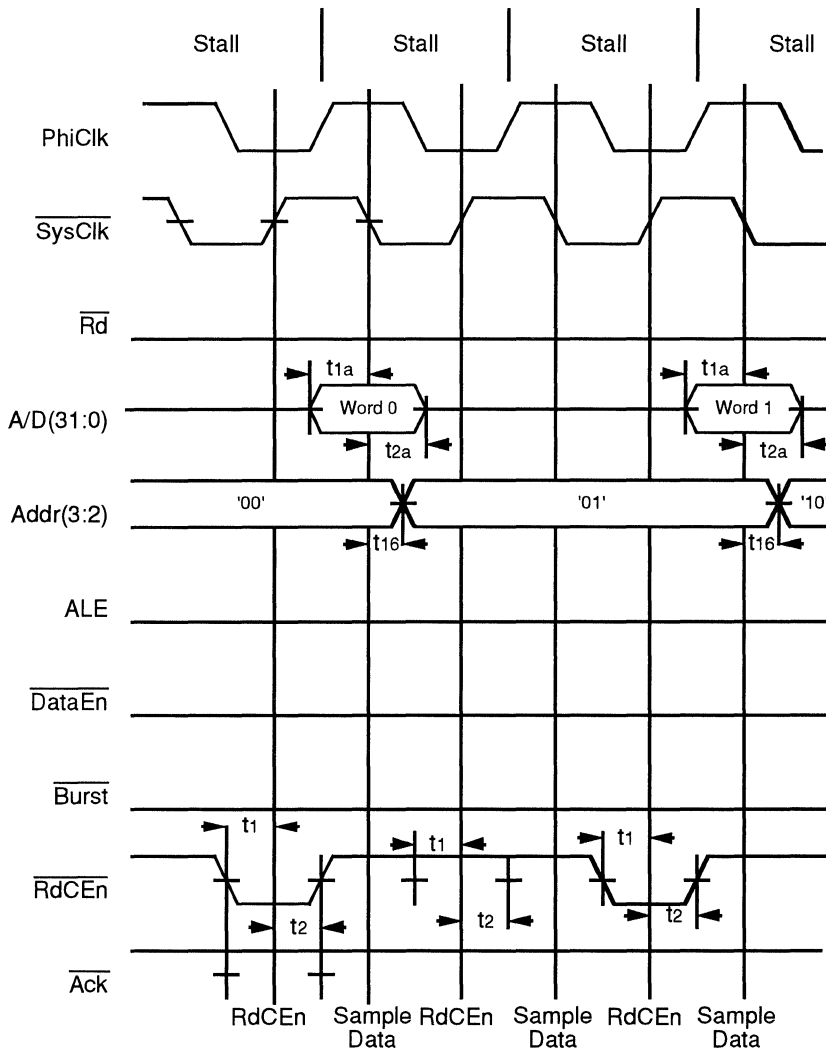 Stall Stall Stall Stall
PhiClk
SysClk
Rd
t1a t1a
A/D(31:0) Word 0 Word 1
t2a t2a
Addr(3:2) '00' '01' '10
t16 t16
ALE
DataEn
Burst
t1 t1 t1
RdCEn
t2 t2 t2
Ack
RdCEn Sample Data RdCEn Sample Data RdCEn Sample Data